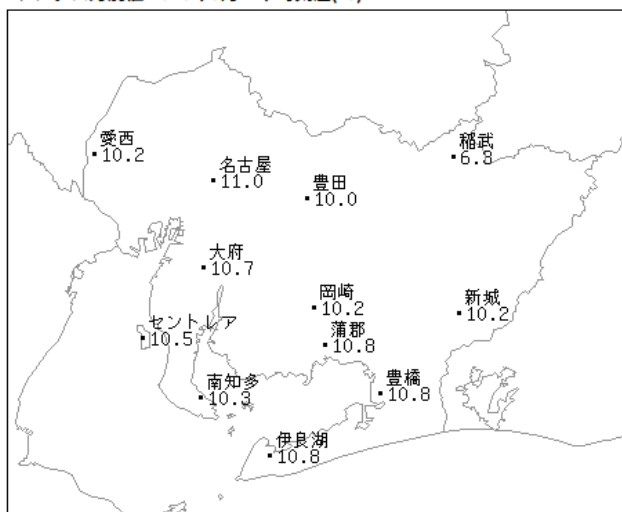 愛西
10.2
名古屋
11.0
豊田
10.0
稲武
6.3
大府
10.7
岡崎
10.2
新城
10.2
セントレア
10.5
蒲郡
10.8
南知多
10.3
豊橋
10.8
伊良湖
10.8